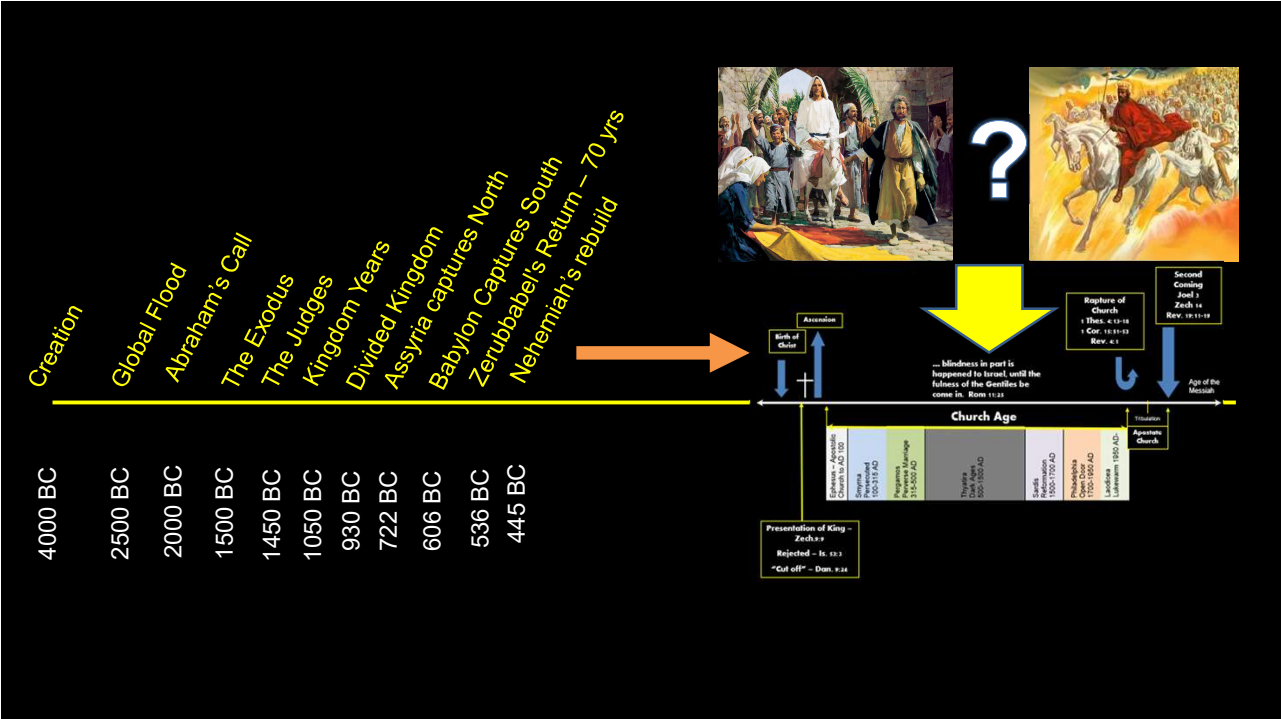 Creation
Global Flood
Abraham's Call
The Exodus
The Judges
Kingdom Years
Divided Kingdom
Assyria captures North
Babylon Captures South
Zerubbabel's Return – 70 yrs
Nehemiah's rebuild
4000 BC
2500 BC
2000 BC
1500 BC
1450 BC
1050 BC
930 BC
722 BC
606 BC
536 BC
445 BC
?
Birth of
Christ
Ascension
... blindness in part is
happened to Israel, until the
fulness of the Gentiles be
come in. Rom 11:25
Rapture of
Church
1 Thes. 4:13-18
1 Cor. 15:51-53
Rev. 4:1
Second
Coming
Joel 3
Zech 14
Rev. 19:11-19
Age of the
Messiah
Church Age
Tribulation
Apostate
Church
Ephesus – Apostolic
Church to AD 100
Smyrna
Persecuted
100-315 AD
Pergamos
Perverse Marriage
315-500 AD
Thyatira
Dark Ages
500-1500 AD
Sardis
Reformation
1500-1700 AD
Philadelphia
Open Door
1700-1950 AD
Laodicea
Lukewarm 1950 AD-
Presentation of King –
Zech.9:9
Rejected – Is. 53:3
"Cut off" – Dan. 9:24